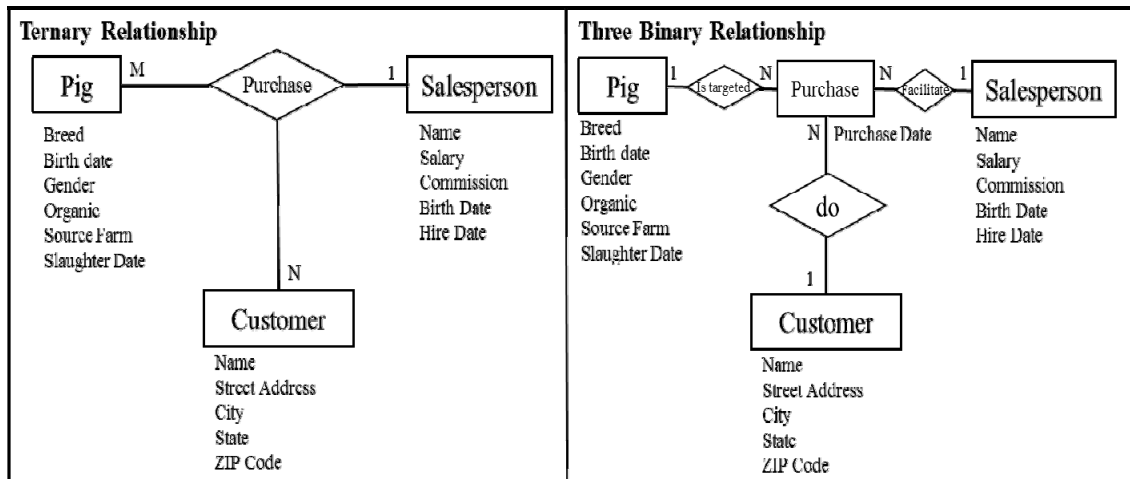 Ternary Relationship
M
1
Pig
Purchase
Salesperson
Breed
Birth date
Gender
Organic
Source Farm
Slaughter Date
Name
Salary
Commission
Birth Date
Hire Date
N
Customer
Name
Street Address
City
State
ZIP Code
Three Binary Relationship
1
N
N
1
Pig
Is targeted
Purchase
Facilitate
Salesperson
Breed
Birth date
Gender
Organic
Source Farm
Slaughter Date
N
Purchase Date
Name
Salary
Commission
Birth Date
Hire Date
do
1
Customer
Name
Street Address
City
State
ZIP Code